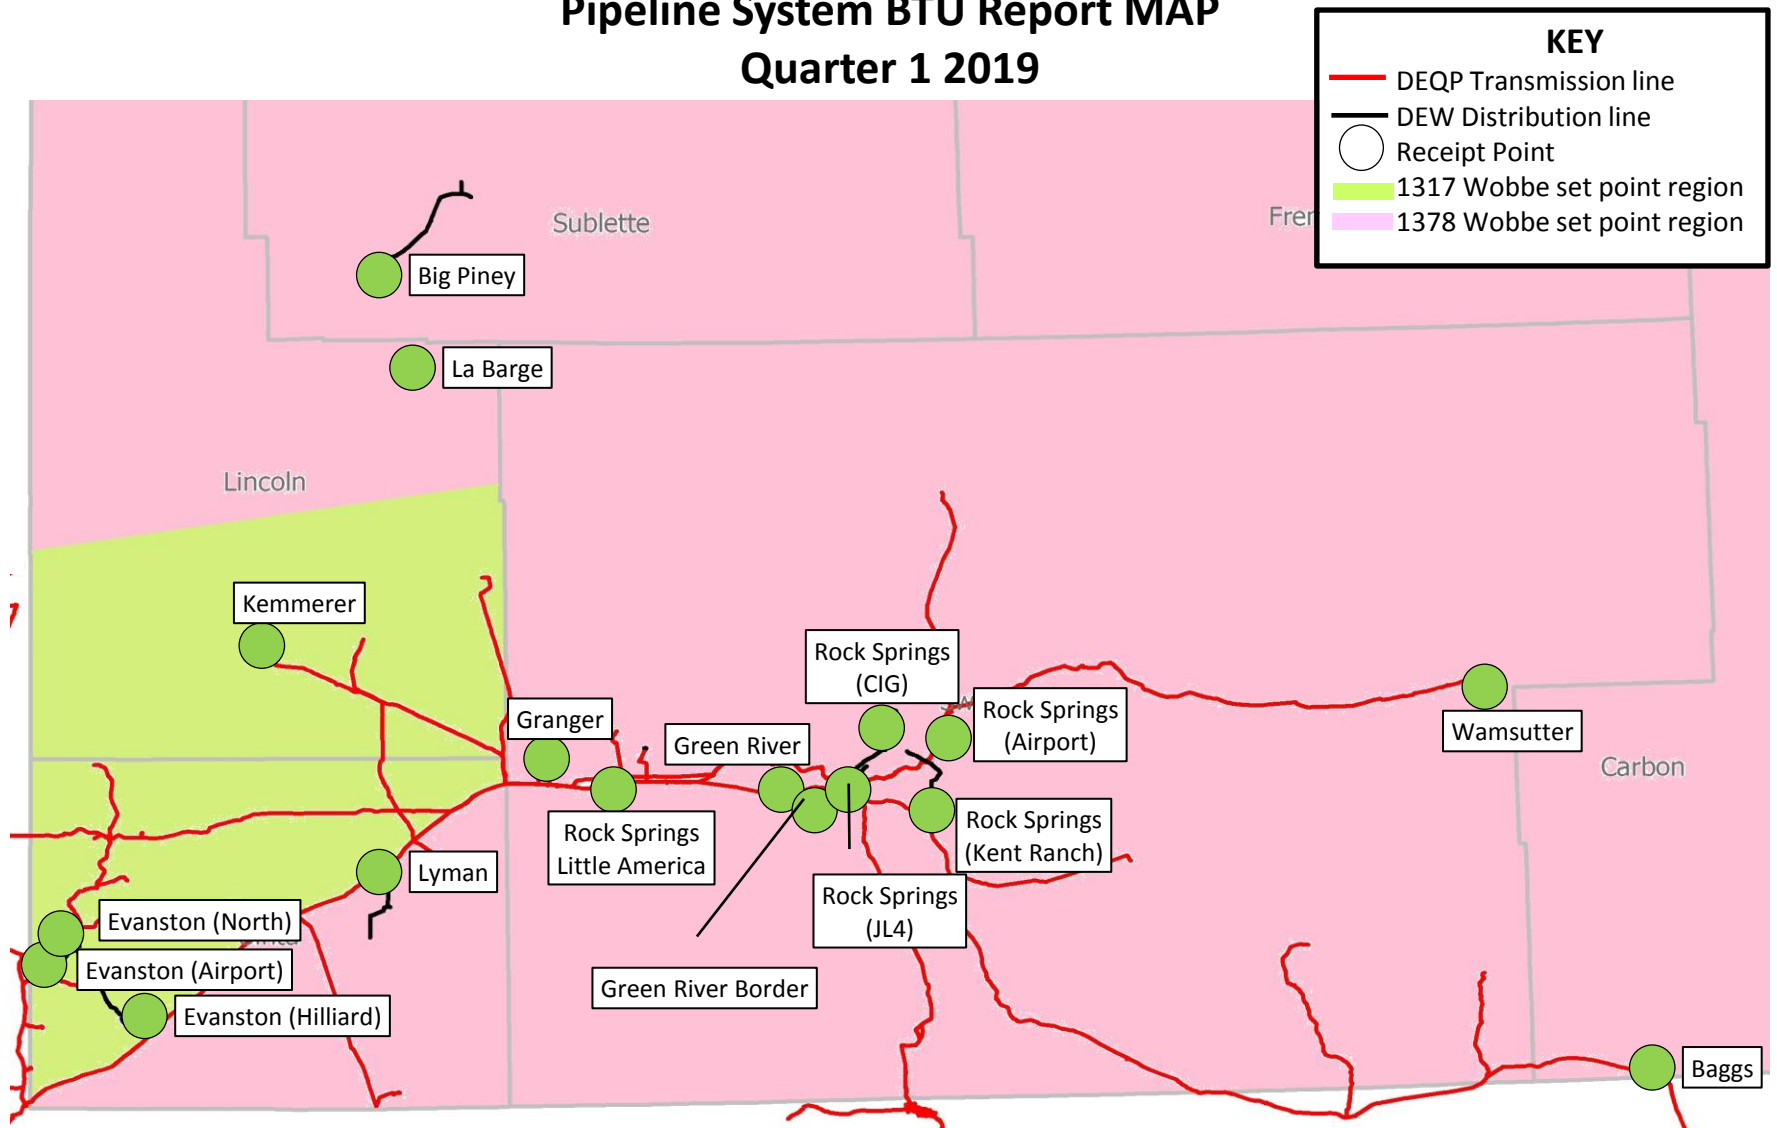 Pipeline System BTU Report MAP
Quarter 1 2019
KEY
DEQP Transmission line
DEW Distribution line
Receipt Point
1317 Wobbe set point region
1378 Wobbe set point region
Sublette
Big Piney
La Barge
Lincoln
Kemmerer
Rock Springs
(CIG)
Granger
Green River
Rock Springs
(Airport)
Wamsutter
Carbon
Rock Springs
Little America
Rock Springs
(Kent Ranch)
Lyman
Rock Springs
(JL4)
Evanston (North)
Evanston (Airport)
Evanston (Hilliard)
Green River Border
Baggs